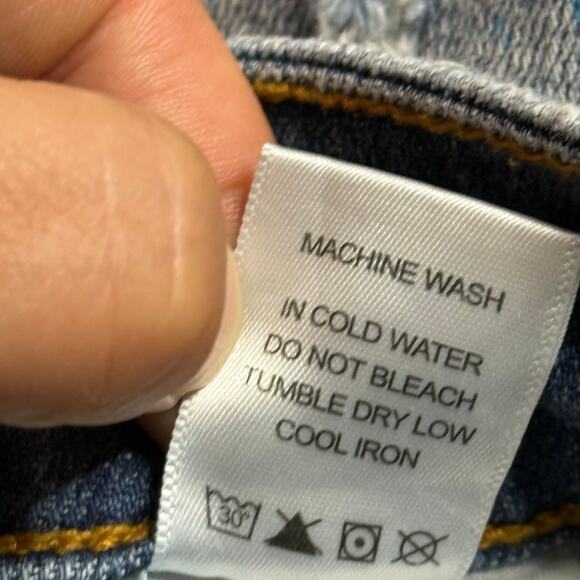 MACHINE WASH
IN COLD WATER
DO NOT BLEACH
TUMBLE DRY LOW
COOL IRON
30°